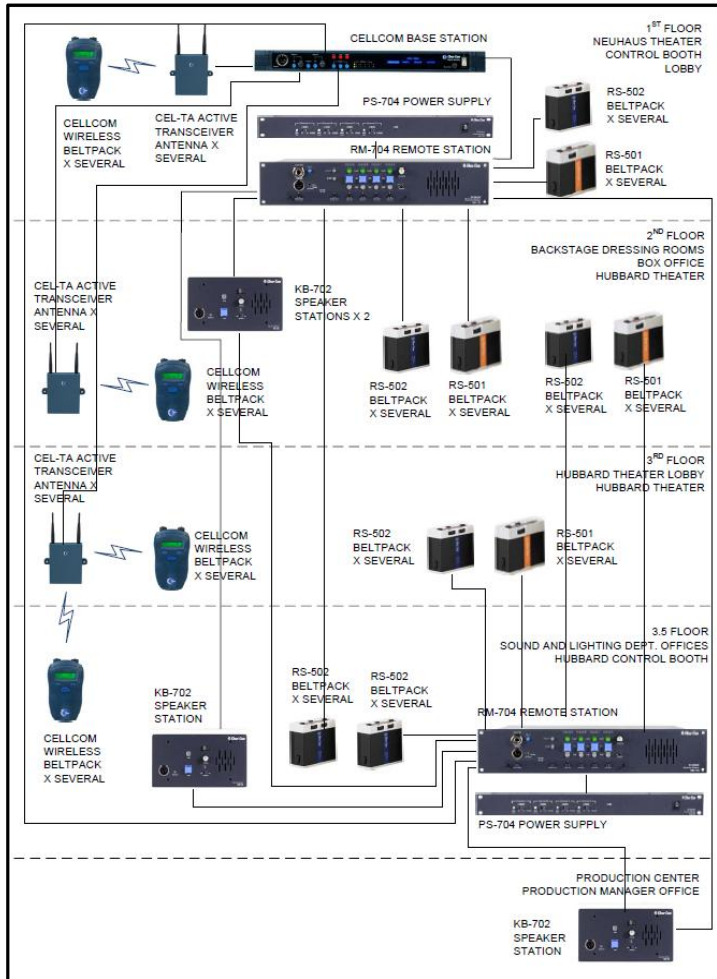 CELLCOM BASE STATION
1ST FLOOR
NEUHAUS THEATER
CONTROL BOOTH
LOBBY
CELLCOM
WIRELESS
BELTPACK
X SEVERAL
CEL-TA ACTIVE
TRANSCEIVER
ANTENNA X
SEVERAL
PS-704 POWER SUPPLY
RM-704 REMOTE STATION
RS-502
BELTPACK
X SEVERAL
RS-501
BELTPACK
X SEVERAL
2ND FLOOR
BACKSTAGE DRESSING ROOMS
BOX OFFICE
HUBBARD THEATER
CEL-TA ACTIVE
TRANSCEIVER
ANTENNA X
SEVERAL
KB-702
SPEAKER
STATIONS X 2
CELLCOM
WIRELESS
BELTPACK
X SEVERAL
RS-502
BELTPACK
X SEVERAL
RS-501
BELTPACK
X SEVERAL
RS-502
BELTPACK
X SEVERAL
RS-501
BELTPACK
X SEVERAL
3RD FLOOR
HUBBARD THEATER LOBBY
HUBBARD THEATER
CEL-TA ACTIVE
TRANSCEIVER
ANTENNA X
SEVERAL
CELLCOM
WIRELESS
BELTPACK
X SEVERAL
RS-502
BELTPACK
X SEVERAL
RS-501
BELTPACK
X SEVERAL
3.5 FLOOR
SOUND AND LIGHTING DEPT. OFFICES
HUBBARD CONTROL BOOTH
CELLCOM
WIRELESS
BELTPACK
X SEVERAL
KB-702
SPEAKER
STATION
RS-502
BELTPACK
X SEVERAL
RS-502
BELTPACK
X SEVERAL
RM-704 REMOTE STATION
PS-704 POWER SUPPLY
PRODUCTION CENTER
PRODUCTION MANAGER OFFICE
KB-702
SPEAKER
STATION